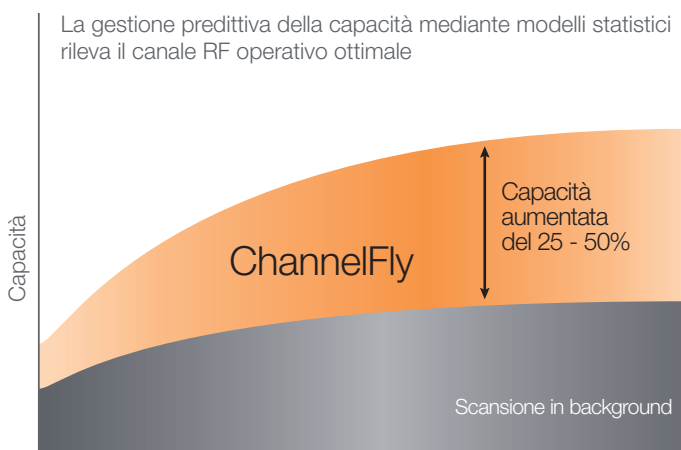 La gestione predittiva della capacità mediante modelli statistici
rileva il canale RF operativo ottimale
Capacità
ChannelFly
Capacità
aumentata
del 25 - 50%
Scansione in background